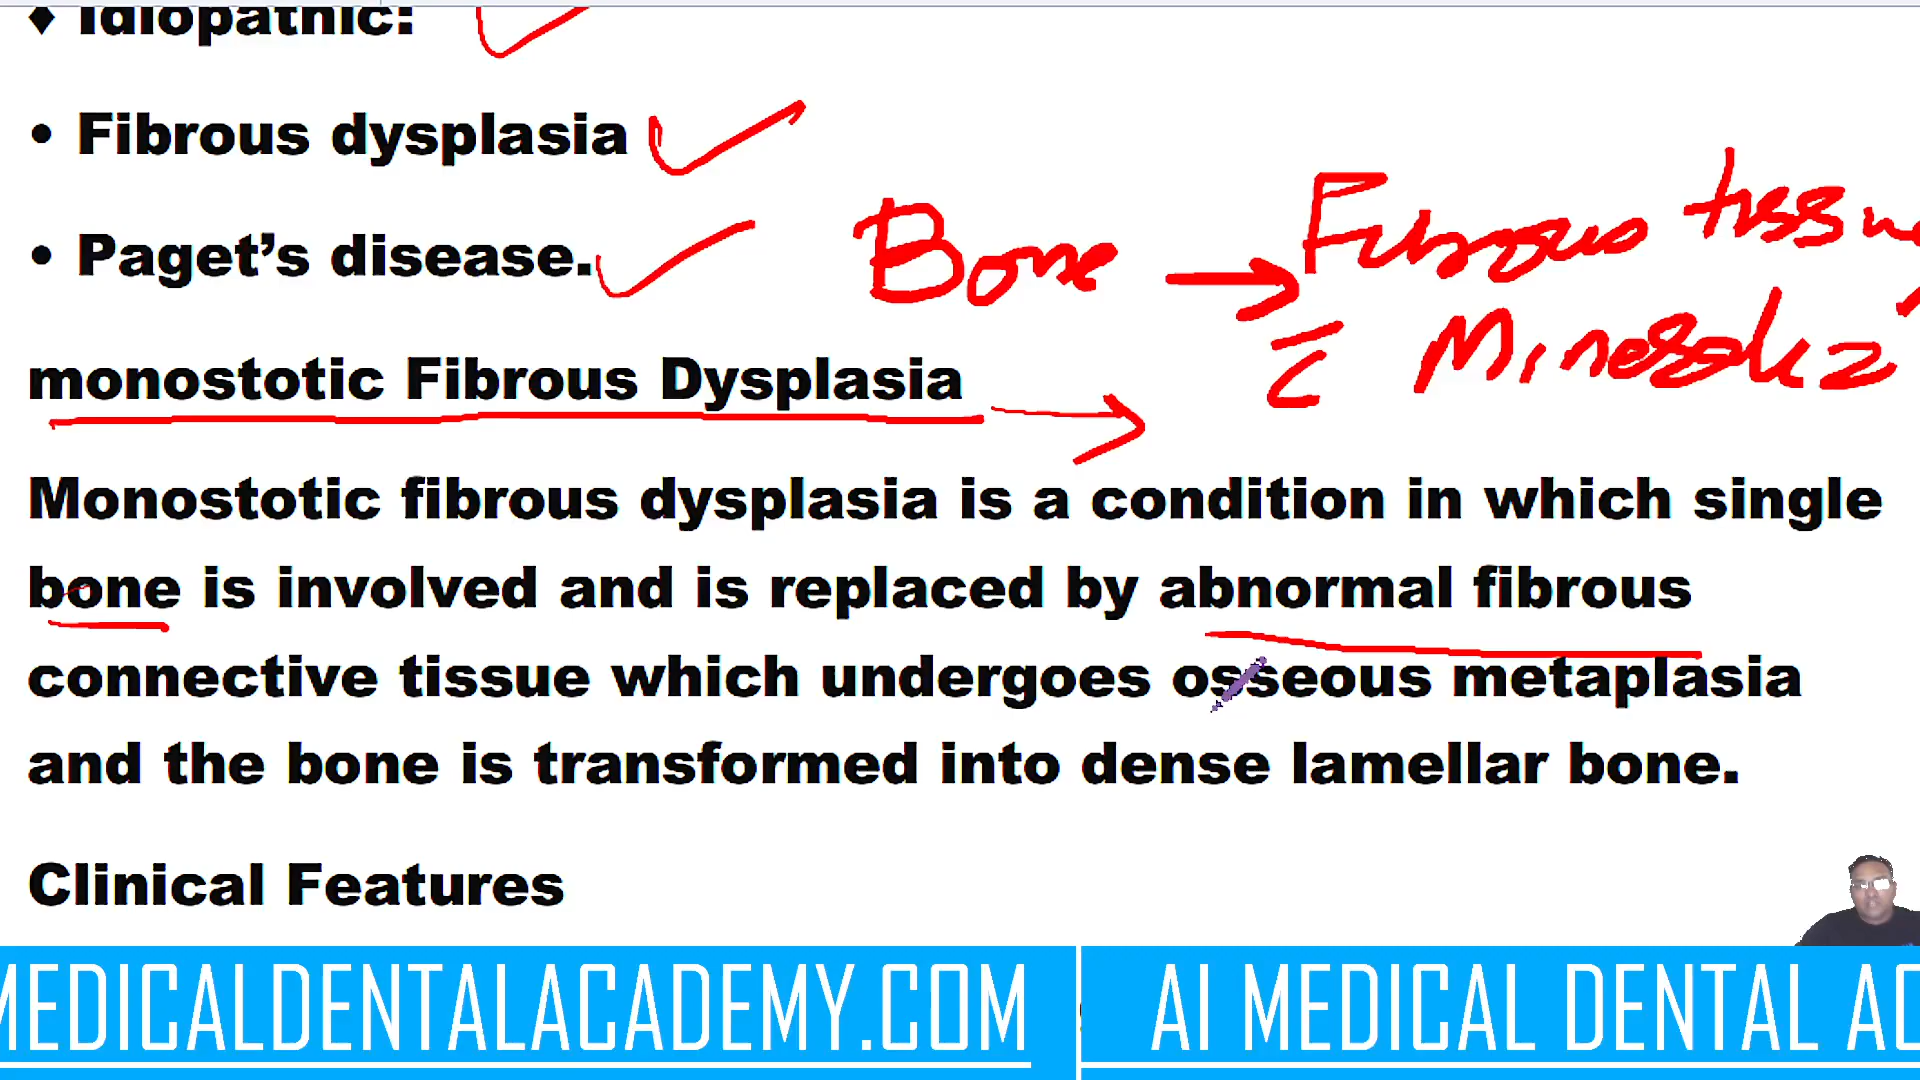 ♦ Idiopathic:
• Fibrous dysplasia
• Paget’s disease.
Bone → Fibrous tissue
c̄
monostotic Fibrous Dysplasia
Monostotic fibrous dysplasia is a condition in which single
bone is involved and is replaced by abnormal fibrous
connective tissue which undergoes osseous metaplasia
and the bone is transformed into dense lamellar bone.
Clinical Features
MEDICALDENTALACADEMY.COM
AI MEDICAL DENTAL AC